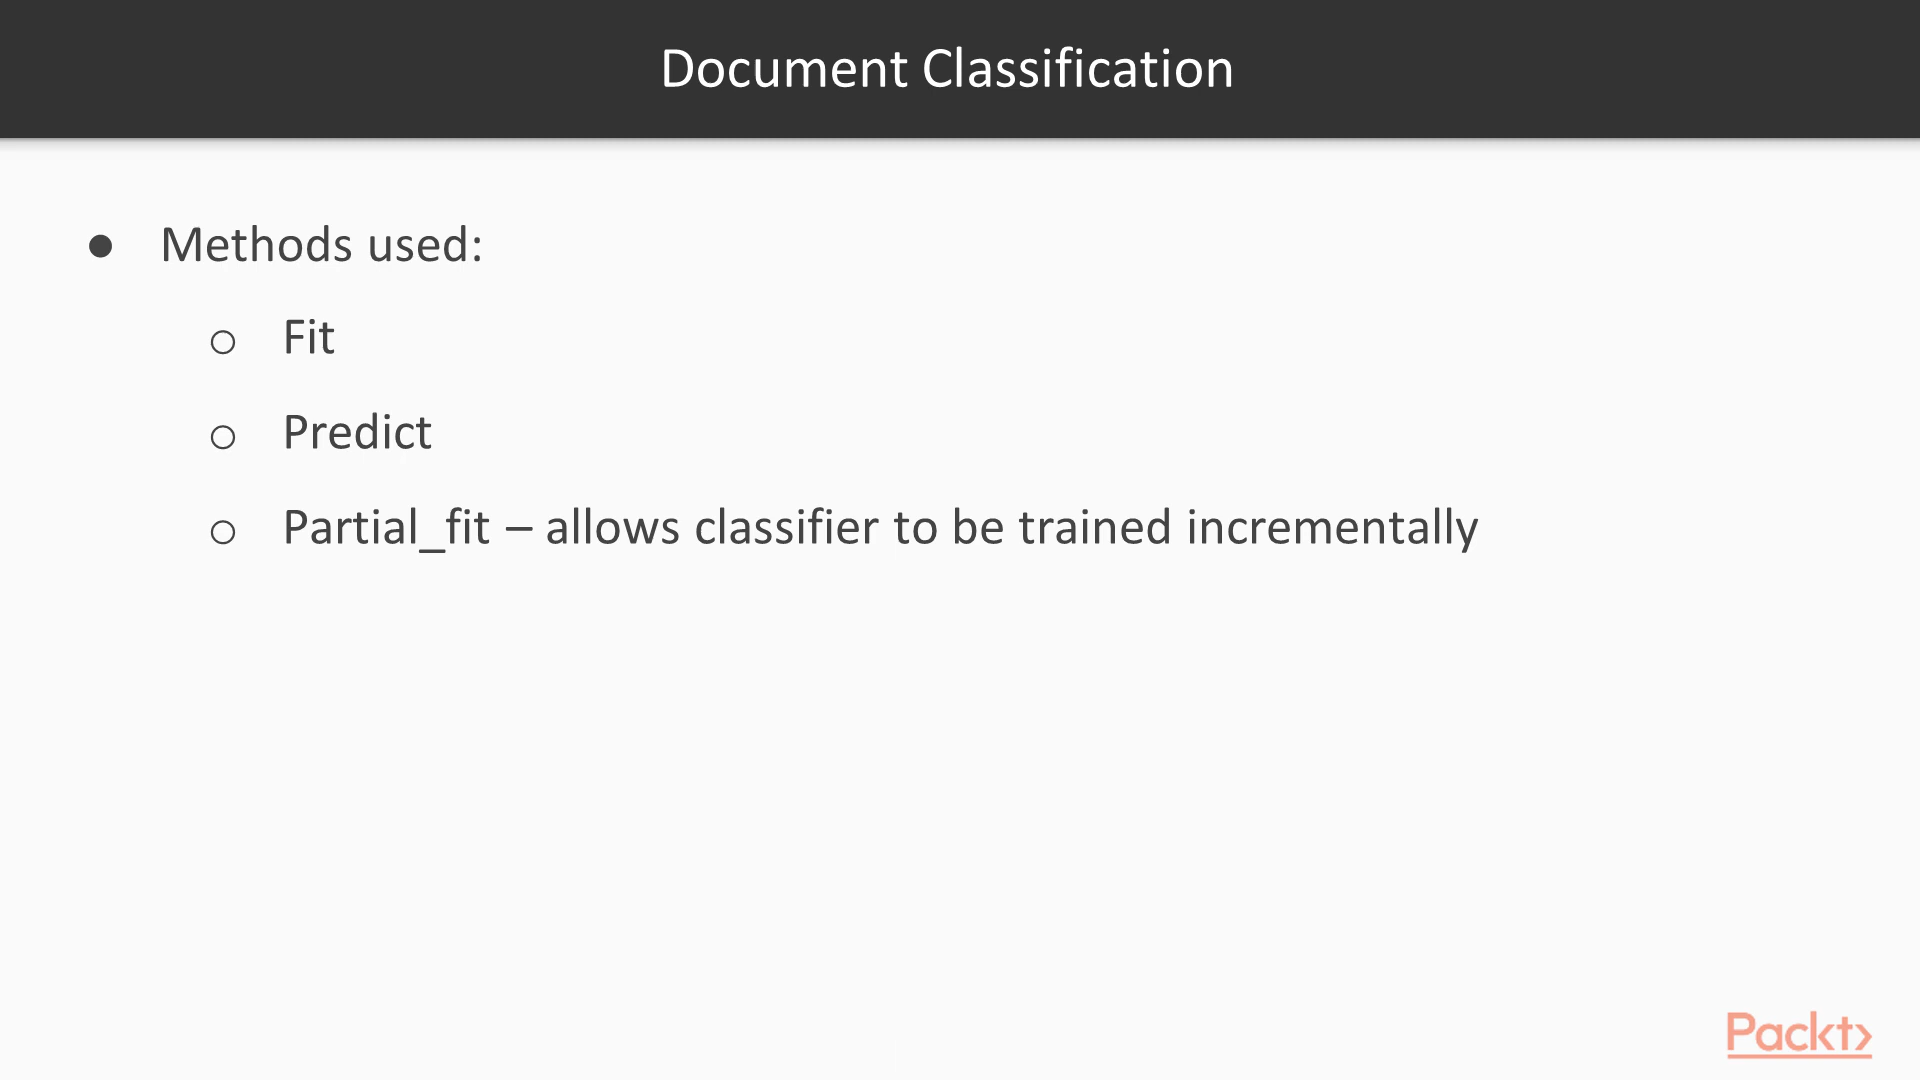 Document Classification
● Methods used:
○ Fit
○ Predict
○ Partial_fit – allows classifier to be trained incrementally
Packt>